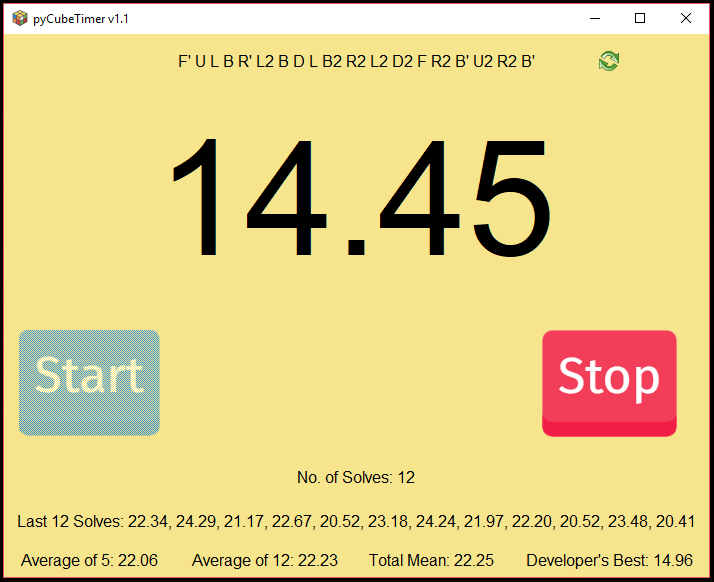 pyCubeTimer v1.1
F' U L B R' L2 B D L B2 R2 L2 D2 F R2 B' U2 R2 B'
14.45
Start
Stop
No. of Solves: 12
Last 12 Solves: 22.34, 24.29, 21.17, 22.67, 20.52, 23.18, 24.24, 21.97, 22.20, 20.52, 23.48, 20.41
Average of 5: 22.06 Average of 12: 22.23 Total Mean: 22.25 Developer's Best: 14.96